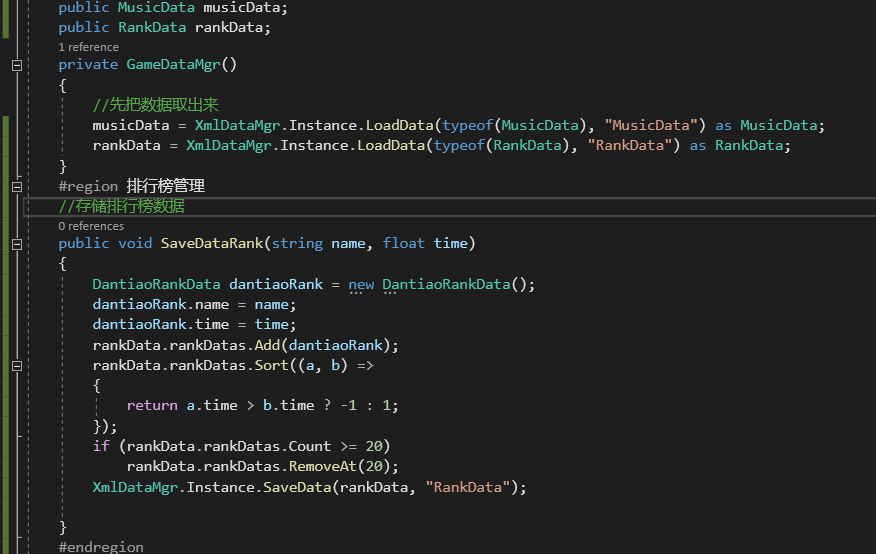 public MusicData musicData;
public RankData rankData;
1 reference
private GameDataMgr()
{
//先把数据取出来
musicData = XmlDataMgr.Instance.LoadData(typeof(MusicData), "MusicData") as MusicData;
rankData = XmlDataMgr.Instance.LoadData(typeof(RankData), "RankData") as RankData;
}
#region 排行榜管理
//存储排行榜数据
0 references
public void SaveDataRank(string name, float time)
{
DantiaoRankData dantiaoRank = new DantiaoRankData();
dantiaoRank.name = name;
dantiaoRank.time = time;
rankData.rankDatas.Add(dantiaoRank);
rankData.rankDatas.Sort((a, b) =>
{
return a.time > b.time ? -1 : 1;
});
if (rankData.rankDatas.Count >= 20)
rankData.rankDatas.RemoveAt(20);
XmlDataMgr.Instance.SaveData(rankData, "RankData");
}
#endregion